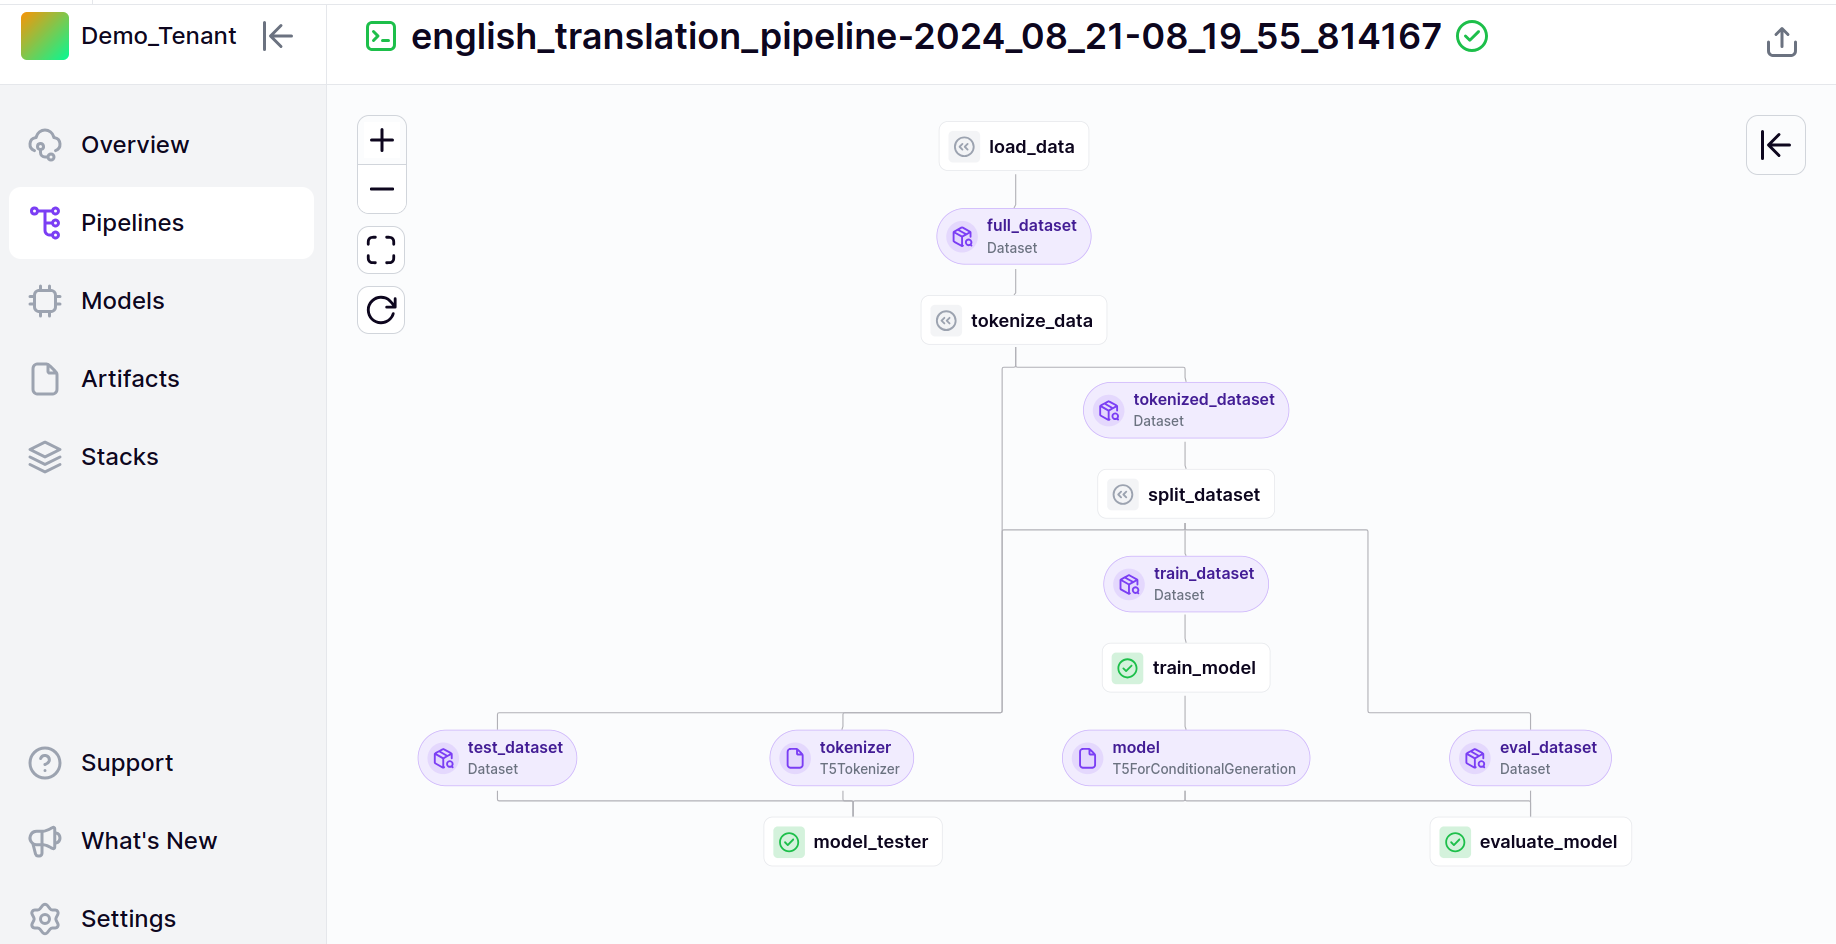 Demo_Tenant
english_translation_pipeline-2024_08_21-08_19_55_814167
Overview
Pipelines
Models
Artifacts
Stacks
Support
What's New
Settings
load_data
full_dataset
Dataset
tokenize_data
tokenized_dataset
Dataset
split_dataset
train_dataset
Dataset
train_model
test_dataset
Dataset
tokenizer
T5Tokenizer
model
T5ForConditionalGeneration
eval_dataset
Dataset
model_tester
evaluate_model